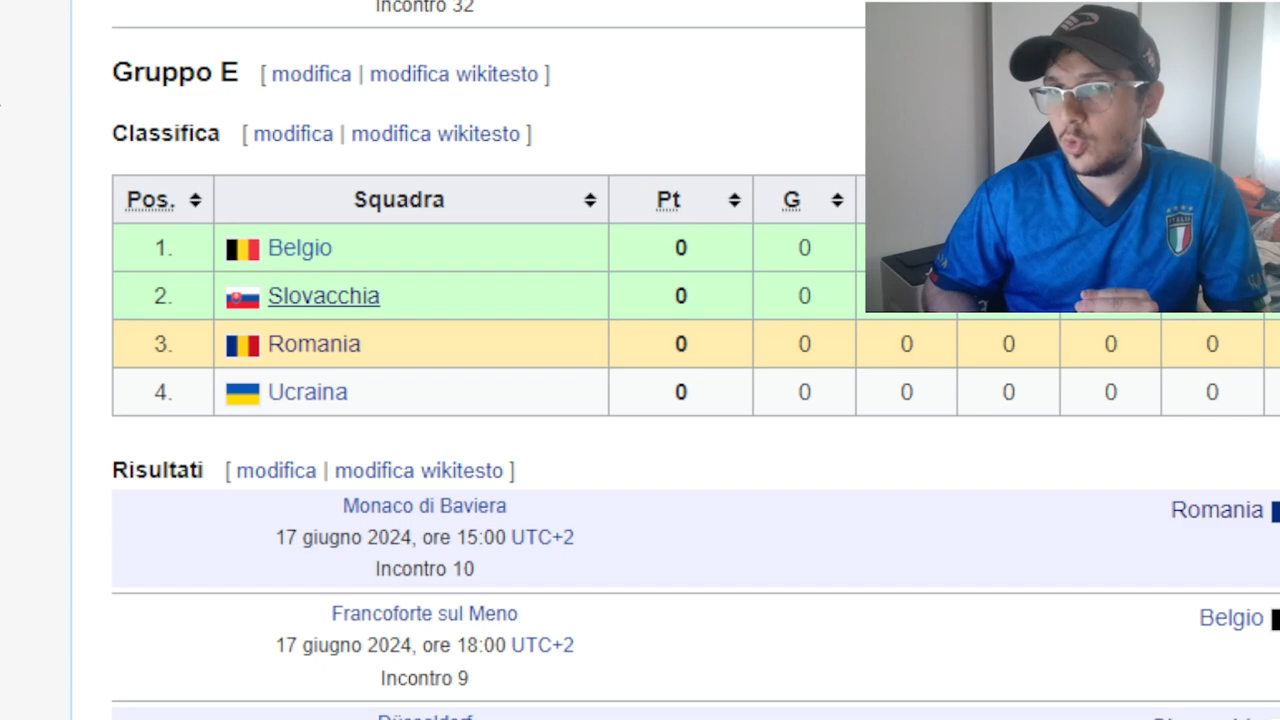 Incontro 32
Gruppo E [ modifica | modifica wikitesto ]
Classifica [ modifica | modifica wikitesto ]
Pos. Squadra Pt G
1. Belgio 0 0
2. Slovacchia 0 0
3. Romania 0 0 0 0 0 0
4. Ucraina 0 0 0 0 0 0
ITALIA
Risultati [ modifica | modifica wikitesto ]
Monaco di Baviera
17 giugno 2024, ore 15:00 UTC+2
Incontro 10
Romania
Francoforte sul Meno
17 giugno 2024, ore 18:00 UTC+2
Incontro 9
Belgio